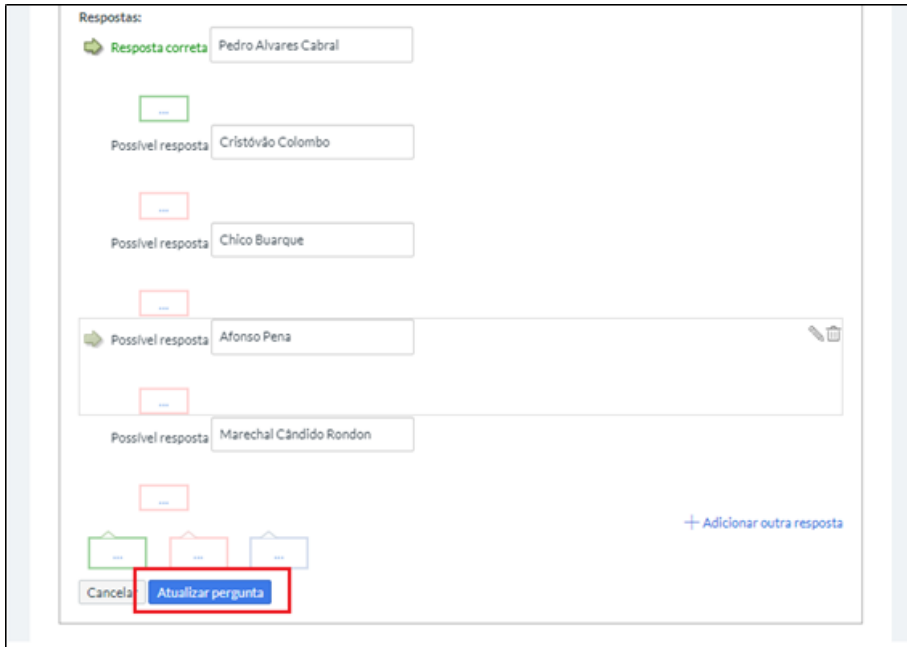 Respostas:
Resposta correta Pedro Alvares Cabral
...
Possível resposta Cristóvão Colombo
...
Possível resposta Chico Buarque
...
Possível resposta Afonso Pena
...
Possível resposta Marechal Cândido Rondon
...
+ Adicionar outra resposta
... ... ...
Cancelar Atualizar pergunta